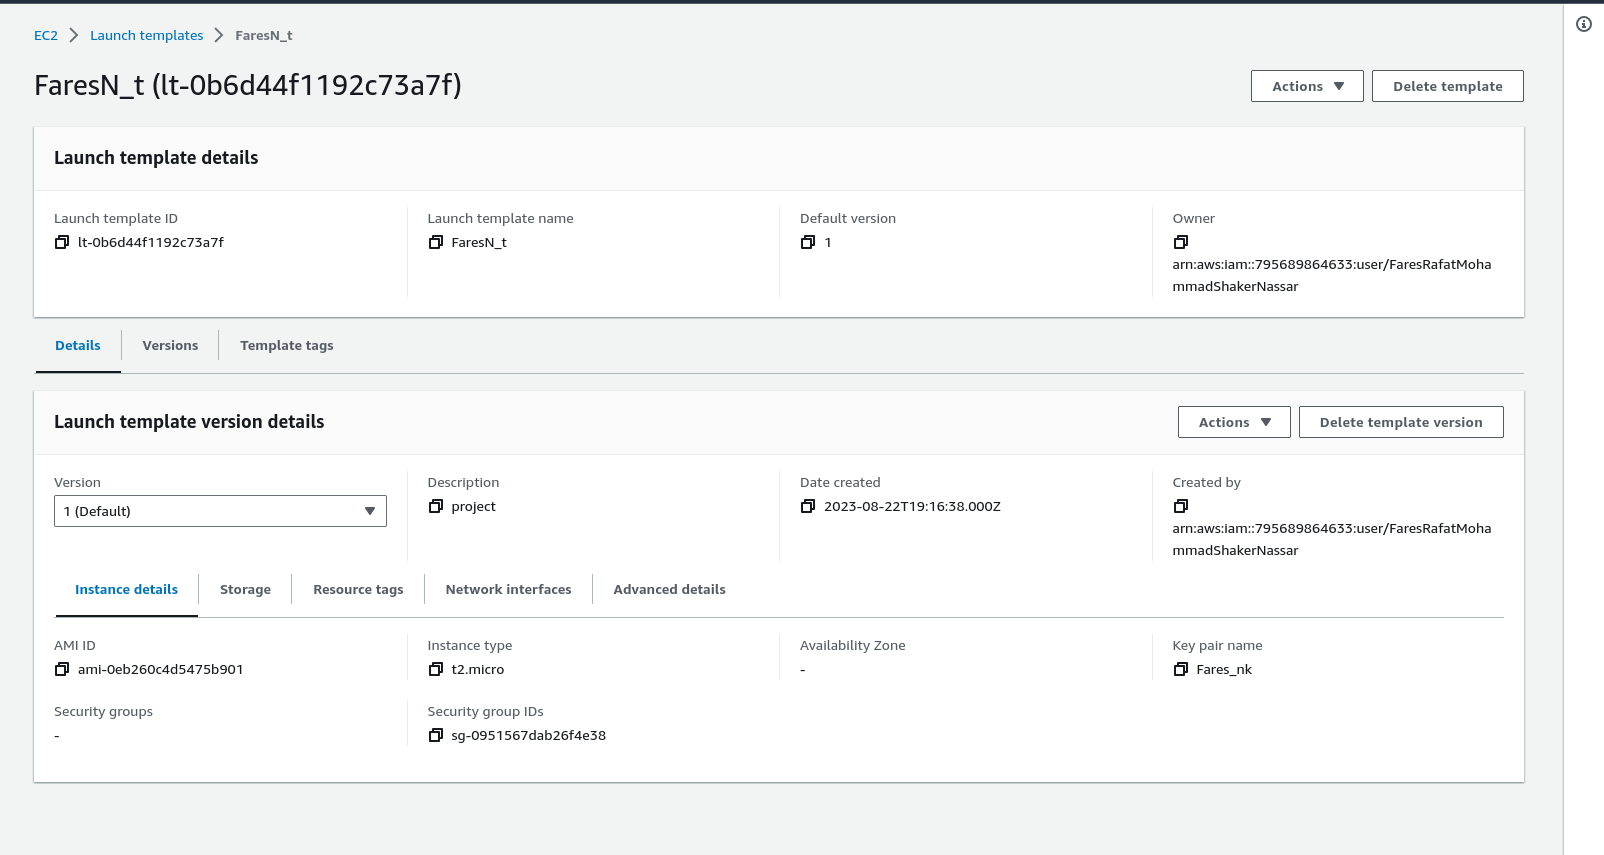 EC2 > Launch templates > FaresN_t
FaresN_t (lt-0b6d44f1192c73a7f)
Actions
Delete template
Launch template details
Launch template ID
lt-0b6d44f1192c73a7f
Launch template name
FaresN_t
Default version
1
Owner
arn:aws:iam::795689864633:user/FaresRafatMoha
mmadShakerNassar
Details
Versions
Template tags
Launch template version details
Actions
Delete template version
Version
1 (Default)
Description
project
Date created
2023-08-22T19:16:38.000Z
Created by
arn:aws:iam::795689864633:user/FaresRafatMoha
mmadShakerNassar
Instance details
Storage
Resource tags
Network interfaces
Advanced details
AMI ID
ami-0eb260c4d5475b901
Instance type
t2.micro
Availability Zone
-
Key pair name
Fares_nk
Security groups
-
Security group IDs
sg-0951567dab26f4e38